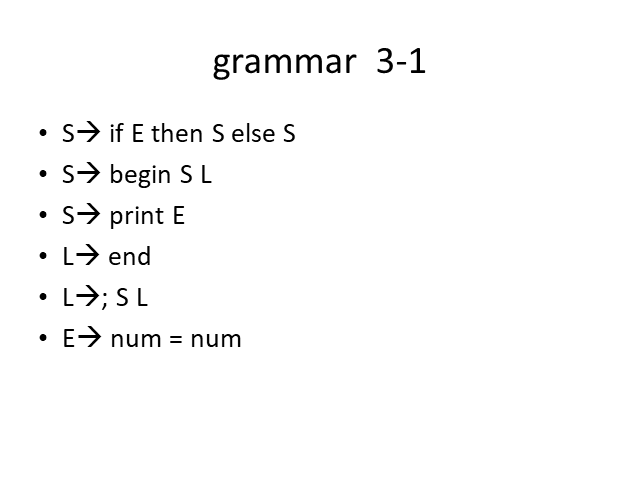 grammar 3-1
• S→ if E then S else S
• S→ begin S L
• S→ print E
• L→ end
• L→; S L
• E→ num = num